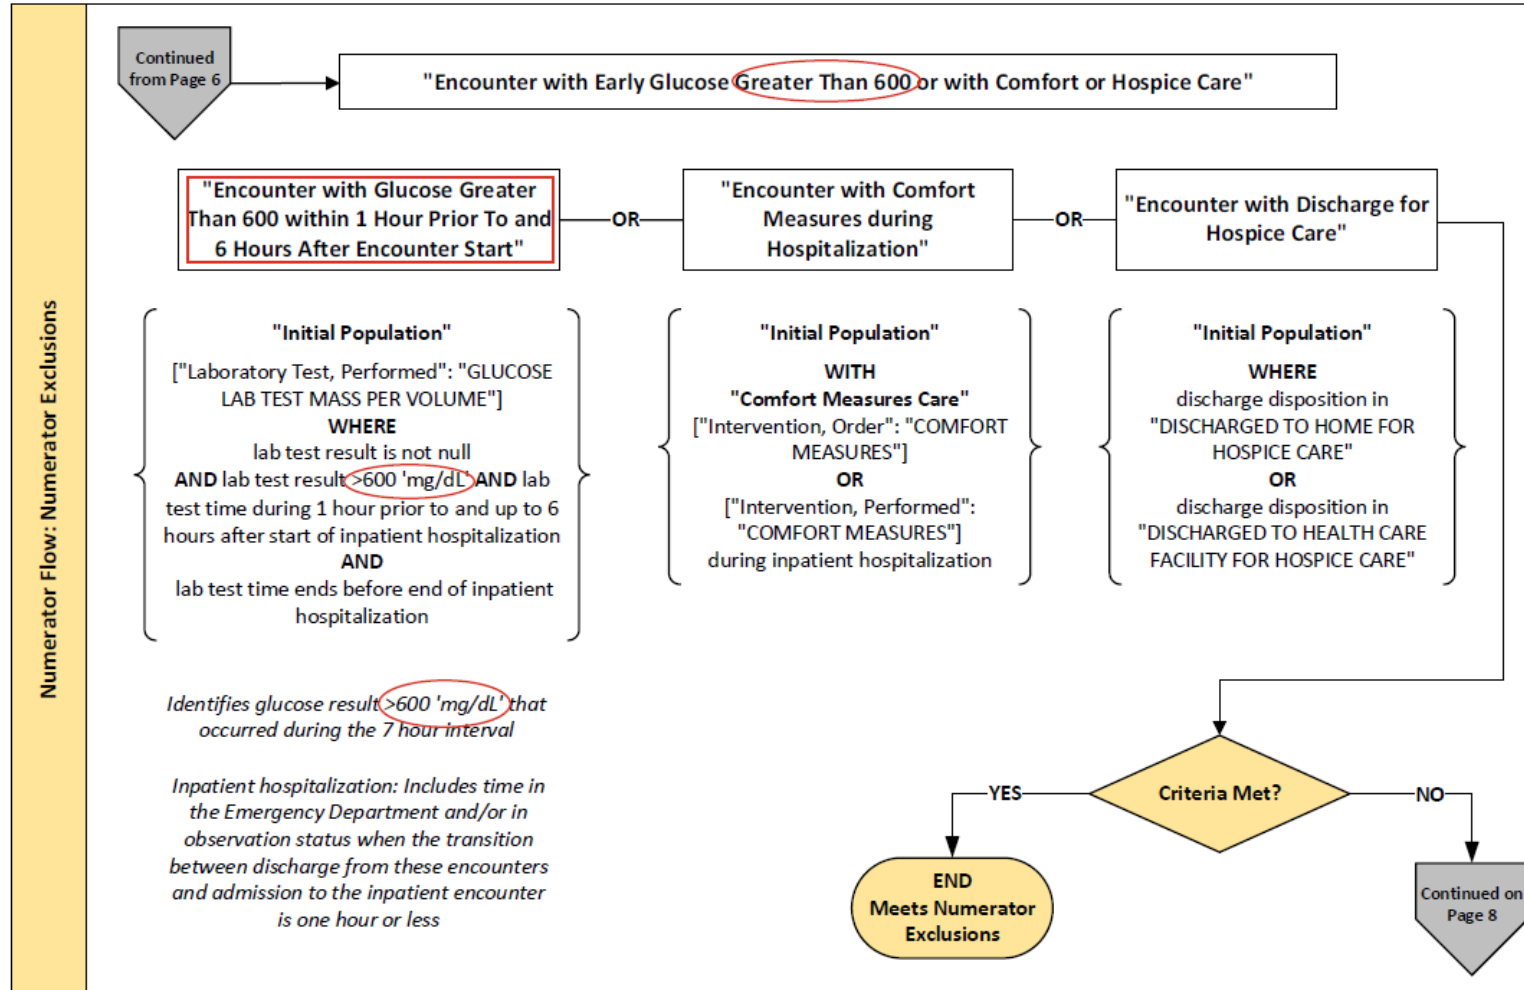 Numerator Flow: Numerator Exclusions
Continued
from Page 6
"Encounter with Early Glucose Greater Than 600 or with Comfort or Hospice Care"
"Encounter with Glucose Greater
Than 600 within 1 Hour Prior To and
6 Hours After Encounter Start"
OR
"Encounter with Comfort
Measures during
Hospitalization"
OR
"Encounter with Discharge for
Hospice Care"
"Initial Population"
["Laboratory Test, Performed": "GLUCOSE
LAB TEST MASS PER VOLUME"]
WHERE
lab test result is not null
AND lab test result >600 'mg/dL' AND lab
test time during 1 hour prior to and up to 6
hours after start of inpatient hospitalization
AND
lab test time ends before end of inpatient
hospitalization
"Initial Population"
WITH
"Comfort Measures Care"
["Intervention, Order": "COMFORT
MEASURES"]
OR
["Intervention, Performed":
"COMFORT MEASURES"]
during inpatient hospitalization
"Initial Population"
WHERE
discharge disposition in
"DISCHARGED TO HOME FOR
HOSPICE CARE"
OR
discharge disposition in
"DISCHARGED TO HEALTH CARE
FACILITY FOR HOSPICE CARE"
Identifies glucose result >600 'mg/dL' that
occurred during the 7 hour interval
Inpatient hospitalization: Includes time in
the Emergency Department and/or in
observation status when the transition
between discharge from these encounters
and admission to the inpatient encounter
is one hour or less
Criteria Met?
YES
NO
END
Meets Numerator
Exclusions
Continued on
Page 8